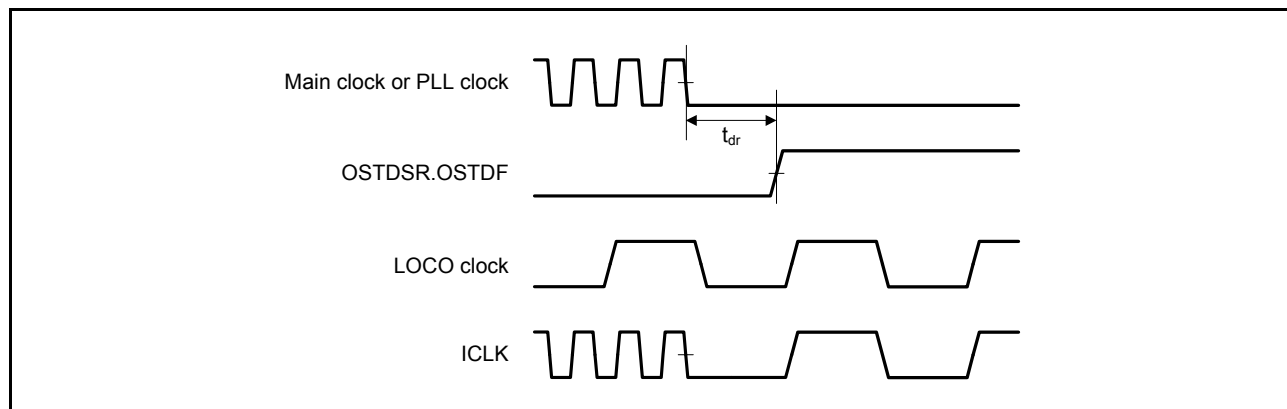 Main clock or PLL clock
tdr
OSTDSR.OSTDF
LOCO clock
ICLK